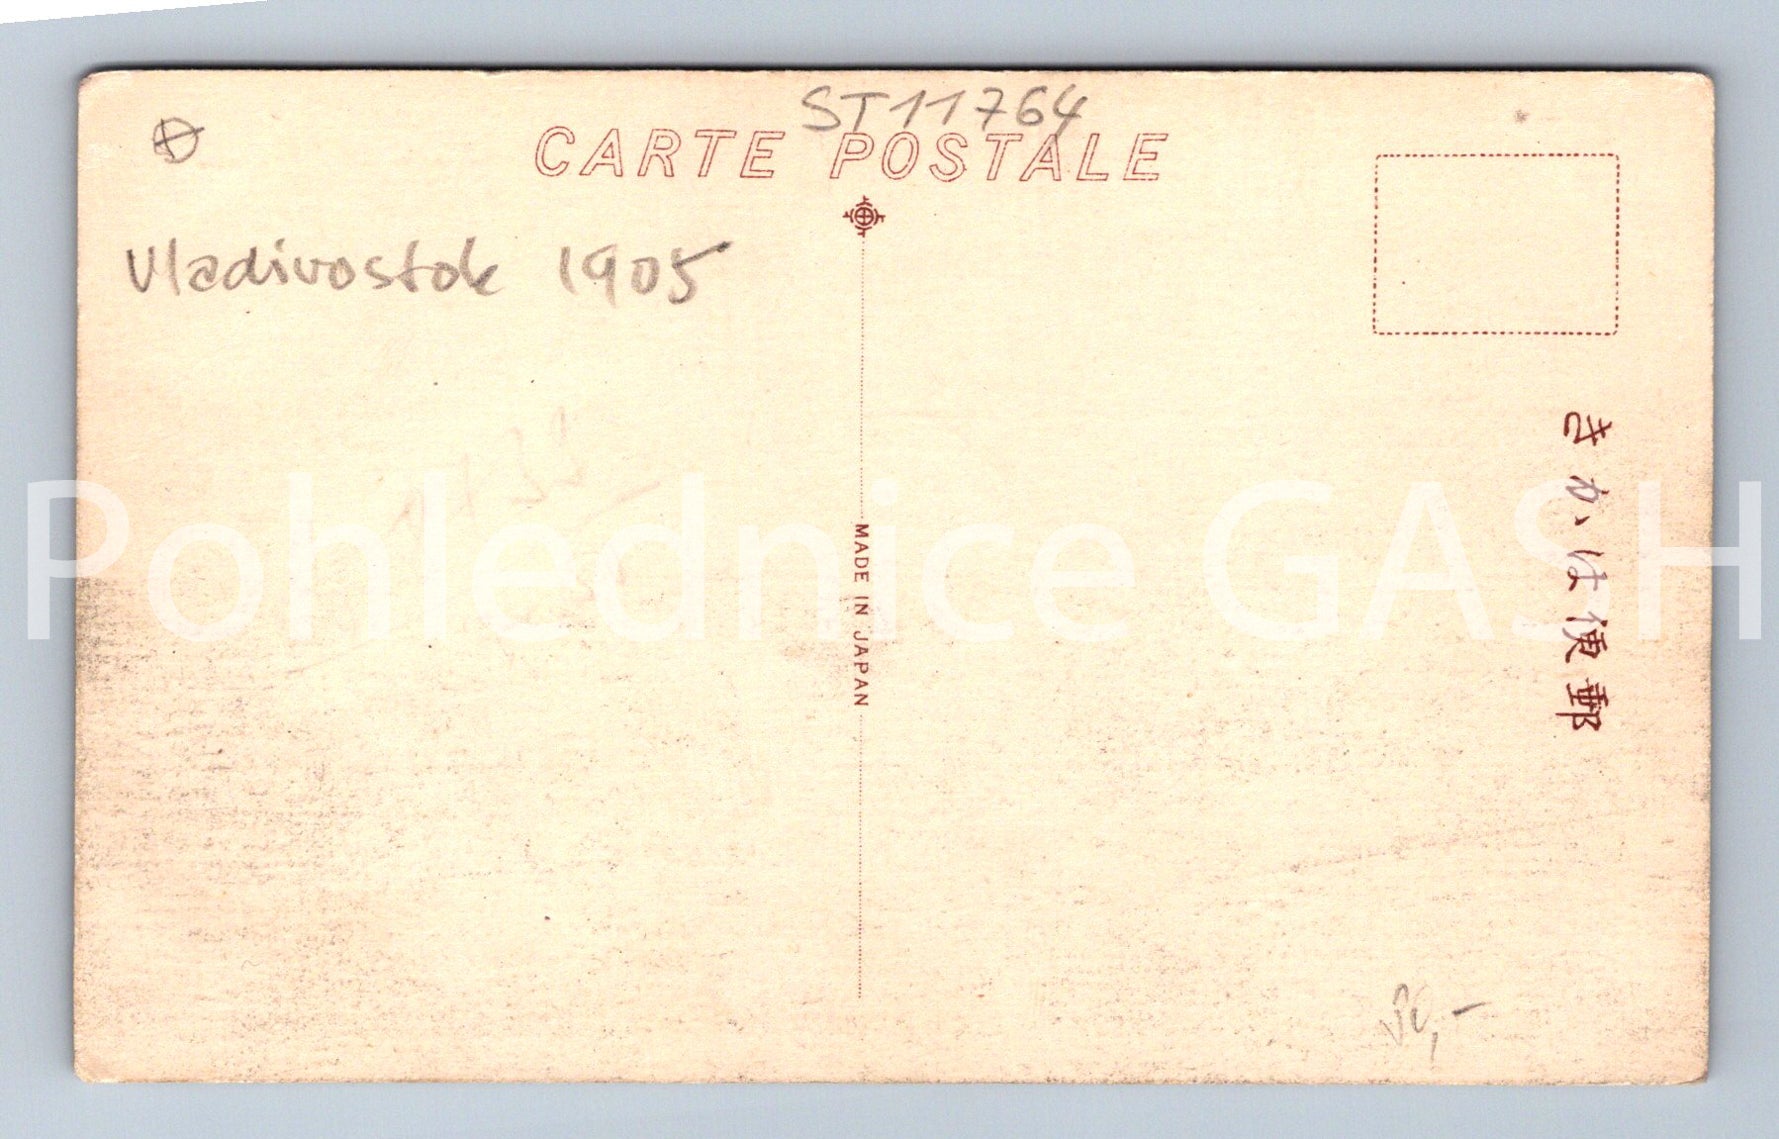 ST11764
CARTE POSTALE
Vladivostok 1905
MADE IN JAPAN
きかは便郵
Pohlednice GASH